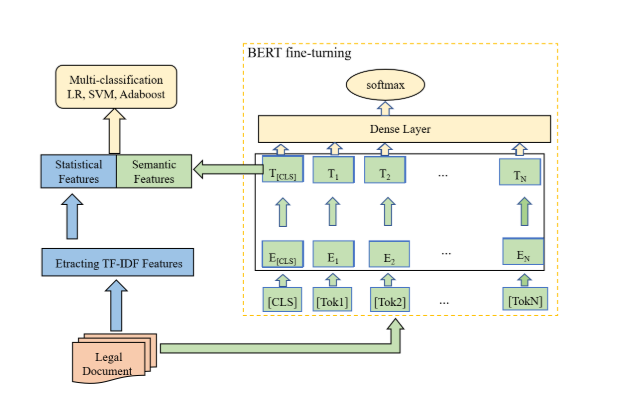 BERT fine-turning
Multi-classification
LR, SVM, Adaboost
softmax
Dense Layer
Statistical
Features
Semantic
Features
T[CLS]
T1
T2
...
TN
Etracting TF-IDF Features
E[CLS]
E1
E2
...
EN
[CLS]
[Tok1]
[Tok2]
...
[TokN]
Legal
Document